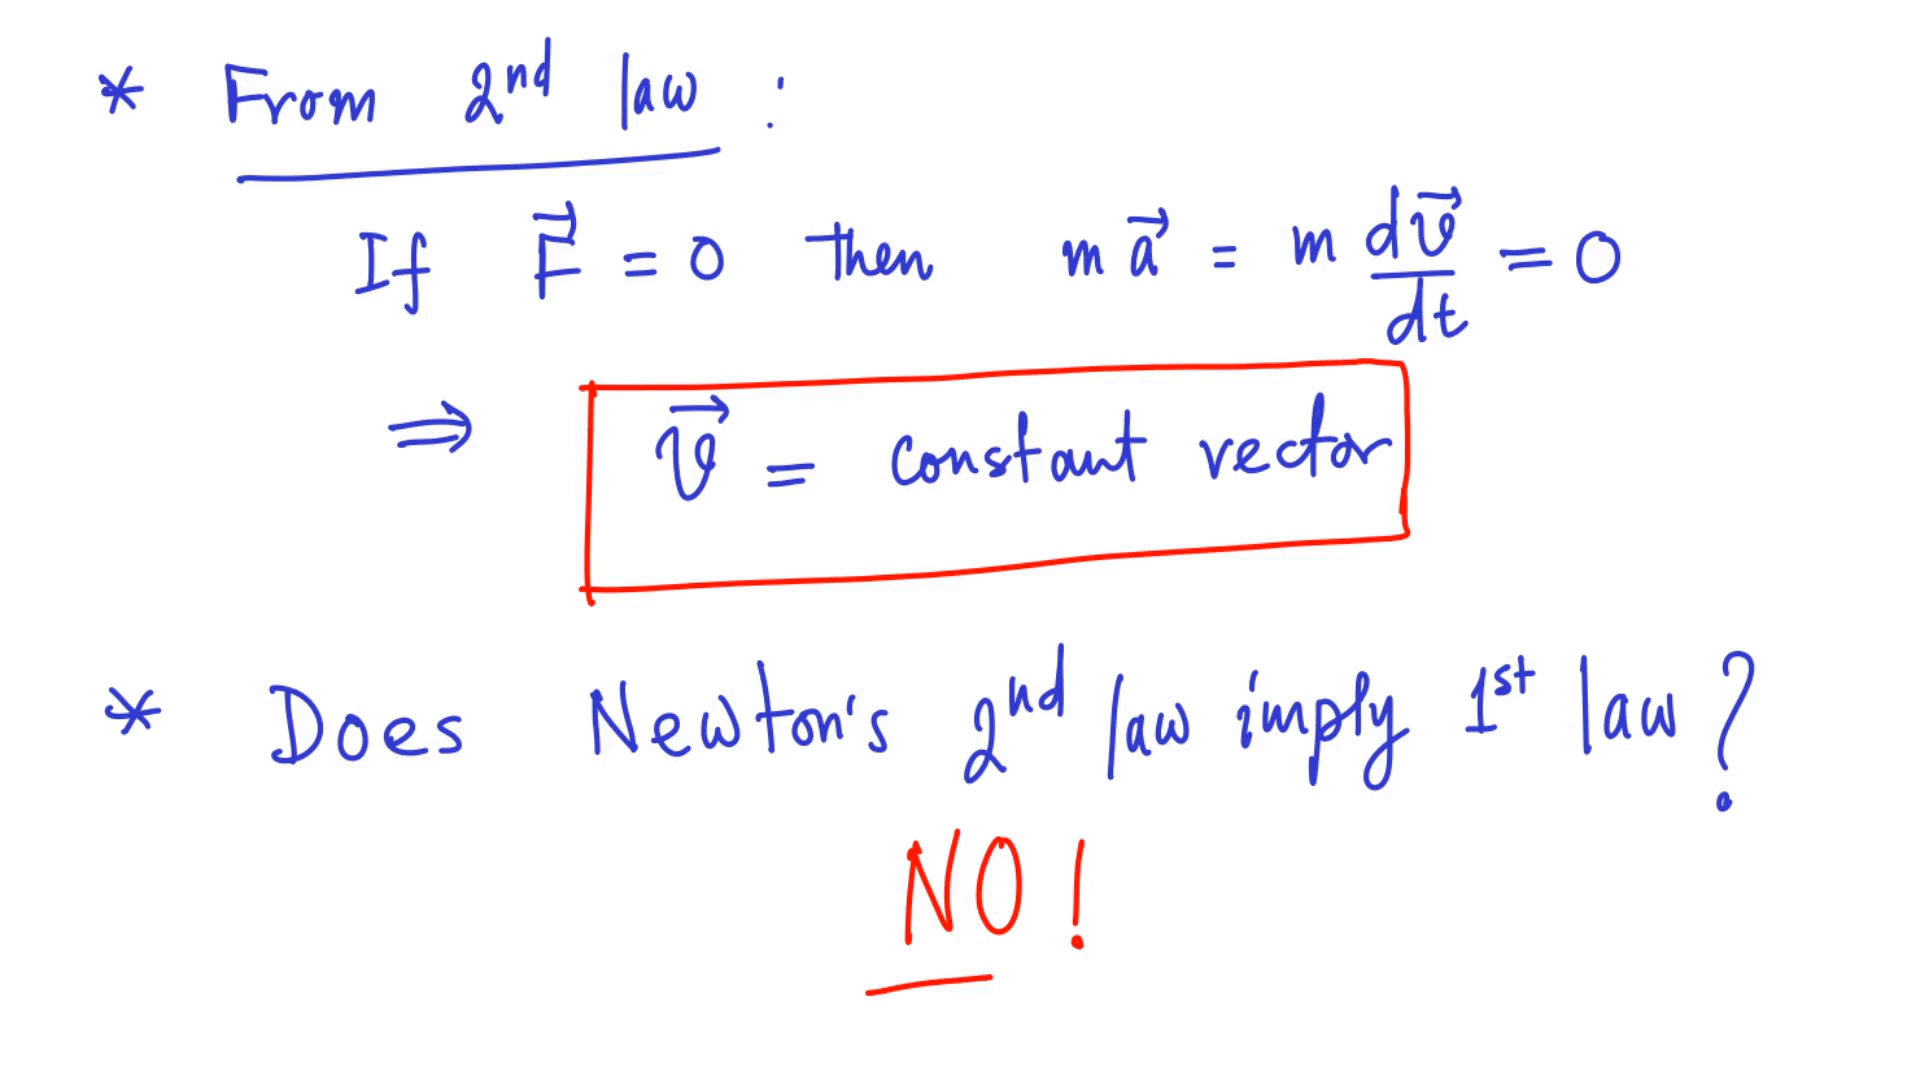 * From 2nd law :
If F⃗ = 0 then m a⃗ = m dv⃗/dt = 0
⇒ v⃗ = constant vector
* Does Newton's 2nd law imply 1st law ?
NO !